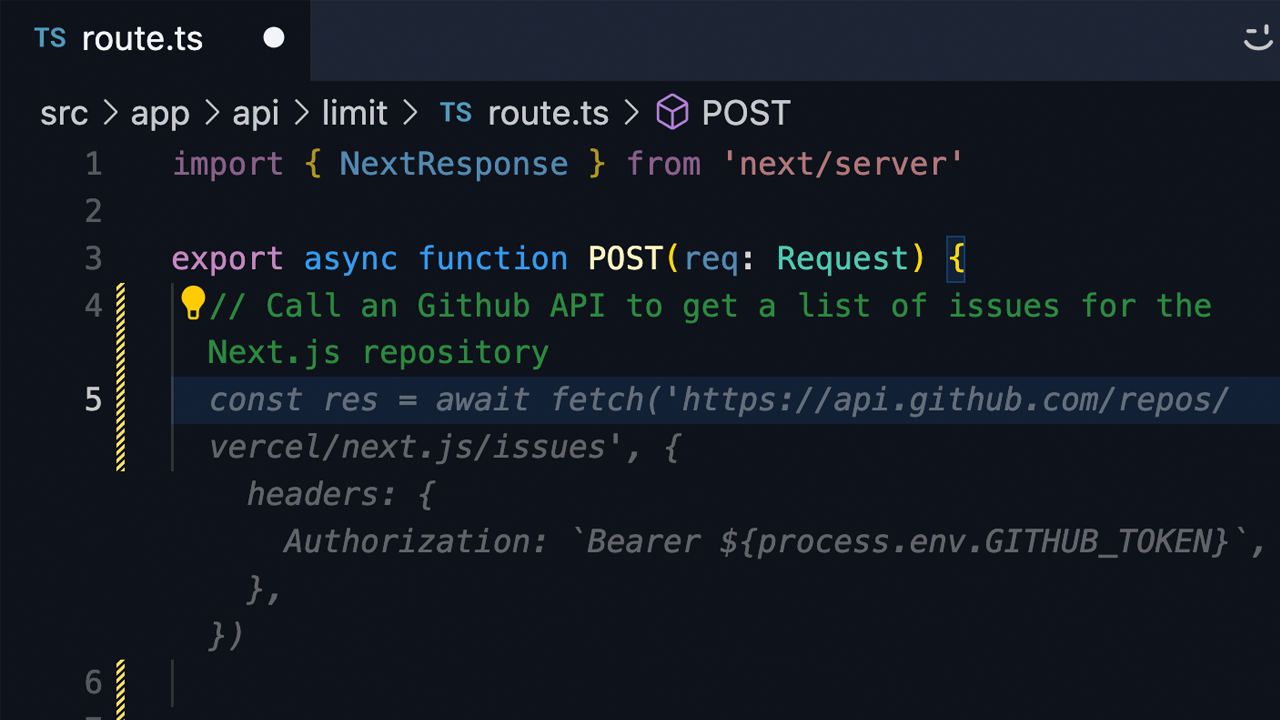 TS route.ts
src > app > api > limit > TS route.ts > POST
1 import { NextResponse } from 'next/server'
2
3 export async function POST(req: Request) {
4 // Call an Github API to get a list of issues for the
Next.js repository
5 const res = await fetch('https://api.github.com/repos/
vercel/next.js/issues', {
headers: {
Authorization: `Bearer ${process.env.GITHUB_TOKEN}`,
},
})
6